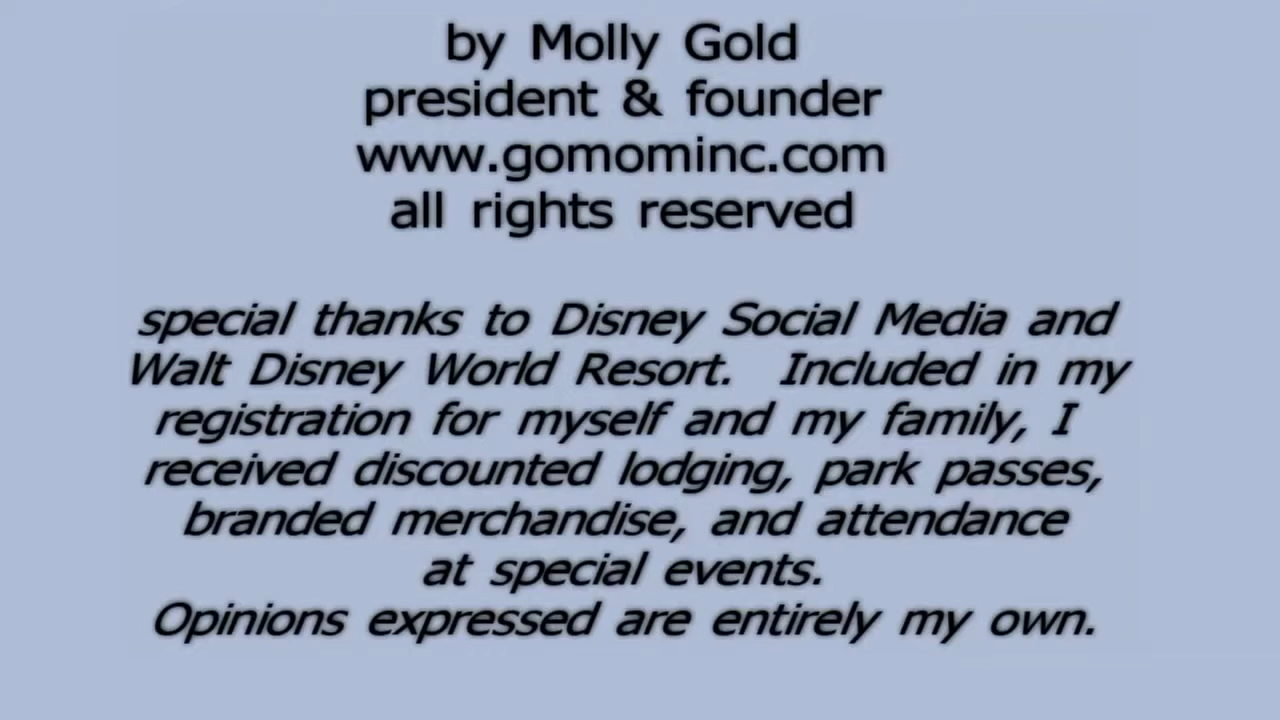 by Molly Gold
president & founder
www.gomominc.com
all rights reserved
special thanks to Disney Social Media and
Walt Disney World Resort. Included in my
registration for myself and my family, I
received discounted lodging, park passes,
branded merchandise, and attendance
at special events.
Opinions expressed are entirely my own.